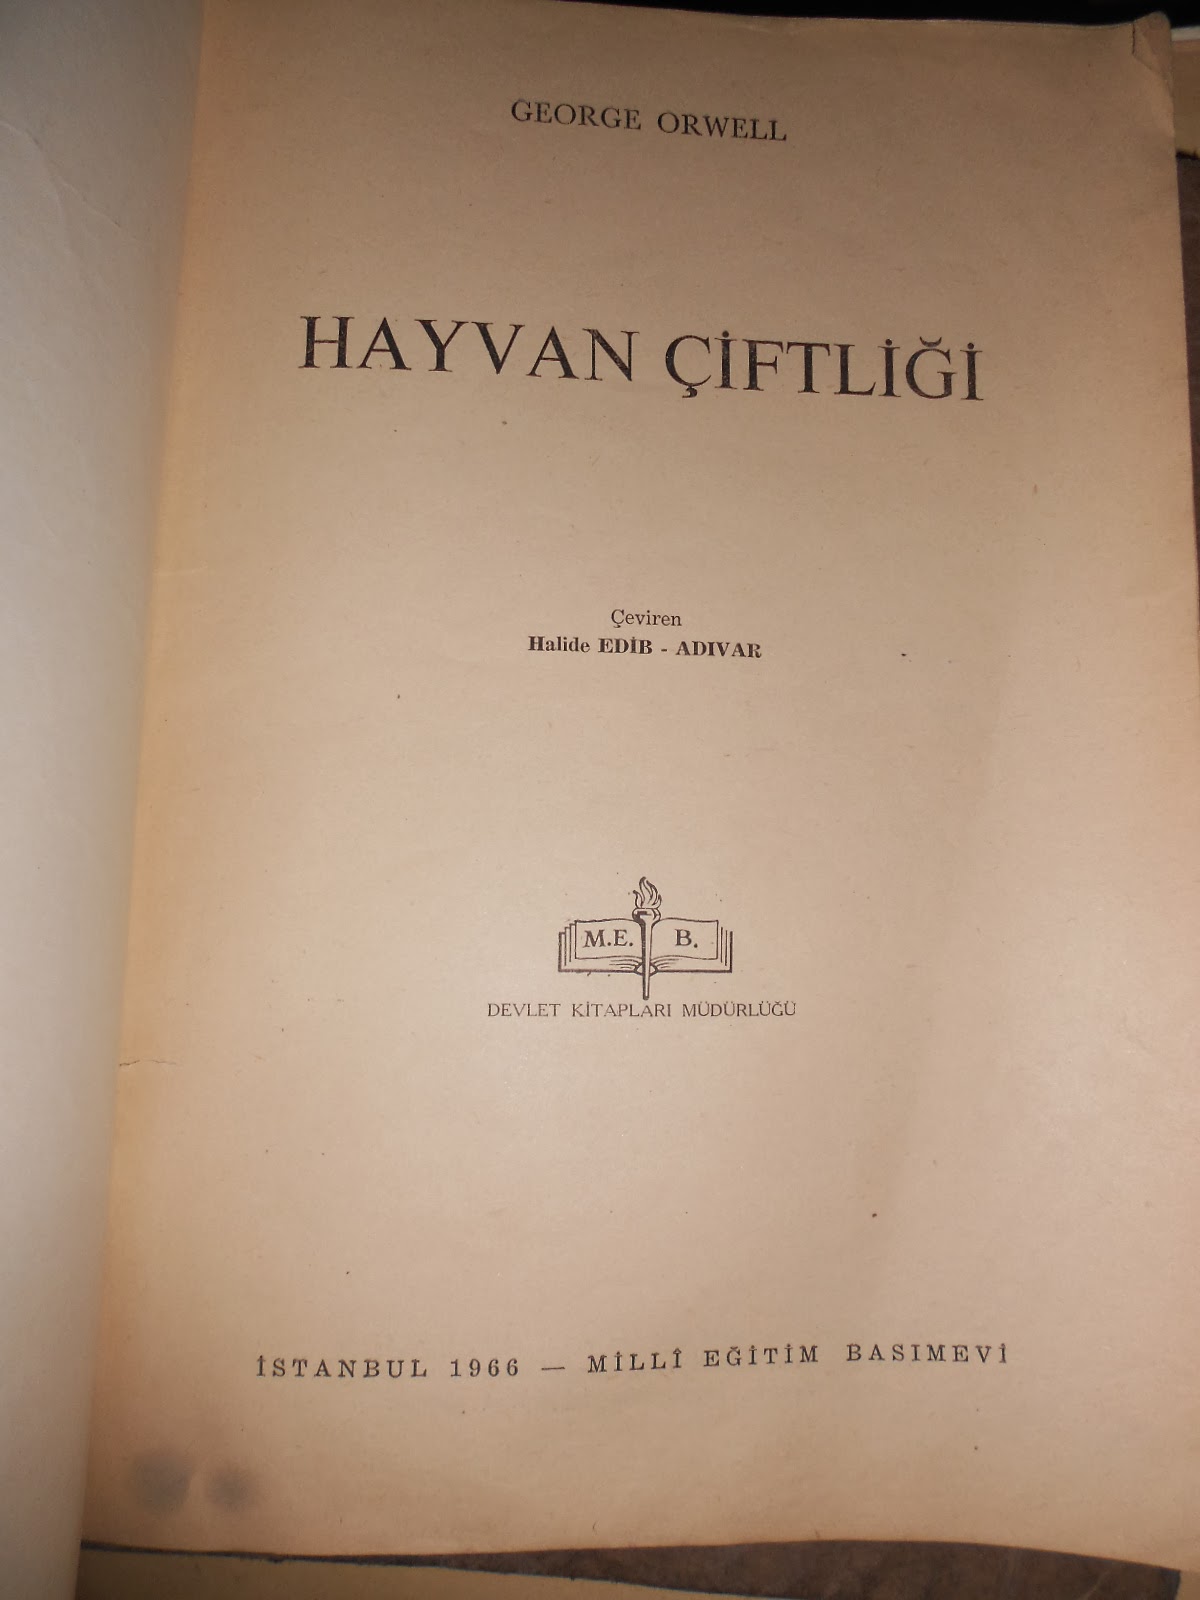 GEORGE ORWELL
HAYVAN ÇİFTLİĞİ
Çeviren
Halide EDİB - ADIVAR
M.E. B.
DEVLET KİTAPLARI MÜDÜRLÜĞÜ
İSTANBUL 1966 — MİLLÎ EĞİTİM BASIMEVİ